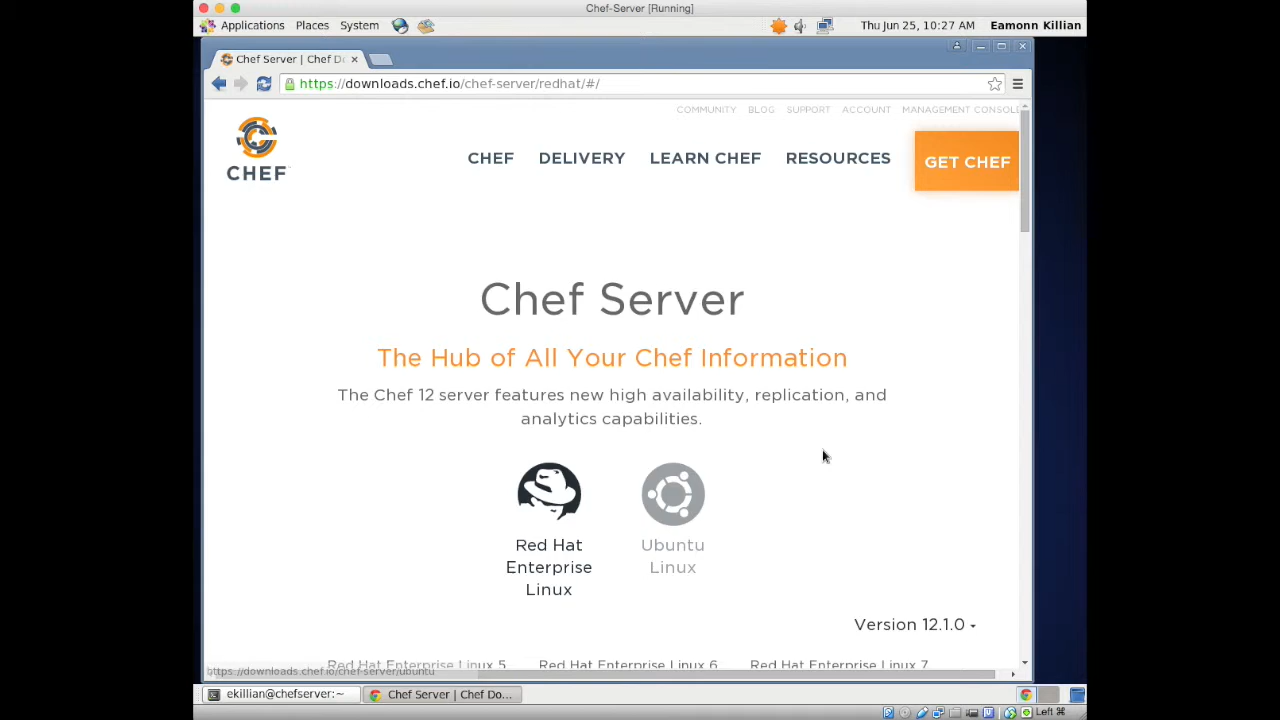 Chef-Server [Running]
Applications Places System Thu Jun 25, 10:27 AM Eamonn Killian
Chef Server | Chef Do
https://downloads.chef.io/chef-server/redhat/#/
COMMUNITY BLOG SUPPORT ACCOUNT MANAGEMENT CONSOLE
CHEF
CHEF DELIVERY LEARN CHEF RESOURCES GET CHEF
Chef Server
The Hub of All Your Chef Information
The Chef 12 server features new high availability, replication, and
analytics capabilities.
Red Hat
Enterprise
Linux
Ubuntu
Linux
Version 12.1.0
Red Hat Enterprise Linux 5 Red Hat Enterprise Linux 6 Red Hat Enterprise Linux 7
https://downloads.chef.io/chef-server/ubuntu
ekillian@chefserver:~ Chef Server | Chef Do...
Left ⌘